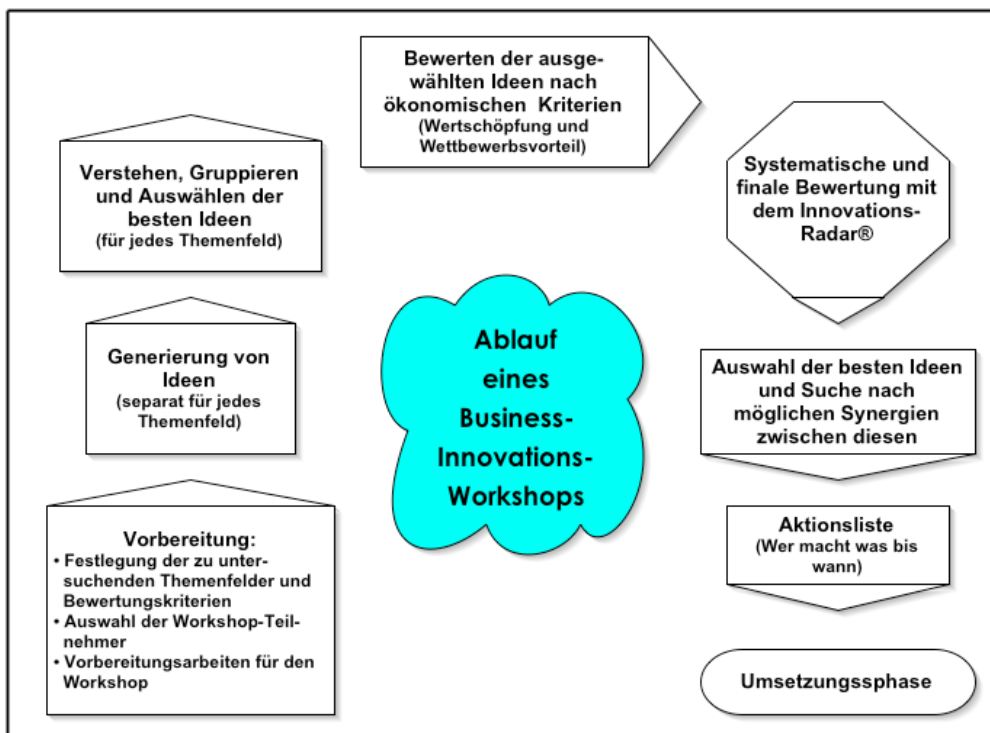 Bewerten der ausge-
wählten Ideen nach
ökonomischen Kriterien
(Wertschöpfung und
Wettbewerbsvorteil)
Verstehen, Gruppieren
und Auswählen der
besten Ideen
(für jedes Themenfeld)
Systematische und
finale Bewertung mit
dem Innovations-
Radar®
Generierung von
Ideen
(separat für jedes
Themenfeld)
Ablauf
eines
Business-
Innovations-
Workshops
Auswahl der besten Ideen
und Suche nach
möglichen Synergien
zwischen diesen
Vorbereitung:
• Festlegung der zu unter-
suchenden Themenfelder und
Bewertungskriterien
• Auswahl der Workshop-Teil-
nehmer
• Vorbereitungsarbeiten für den
Workshop
Aktionsliste
(Wer macht was bis
wann)
Umsetzungssphase